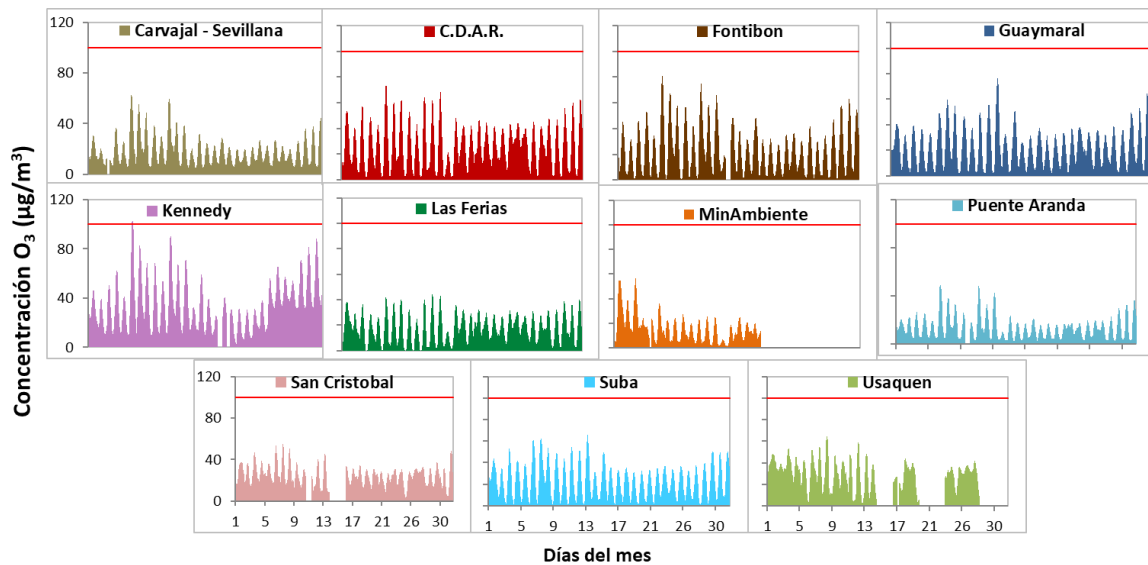 Concentración O₃ (µg/m³)
120 Carvajal - Sevillana C.D.A.R. Fontibon Guaymaral
80
40
0
120 Kennedy Las Ferias MinAmbiente Puente Aranda
80
40
0
120 San Cristobal Suba Usaquen
80
40
0
1 5 9 13 17 21 26 30 1 5 9 13 17 21 26 30 1 5 9 13 17 21 26 30
Días del mes